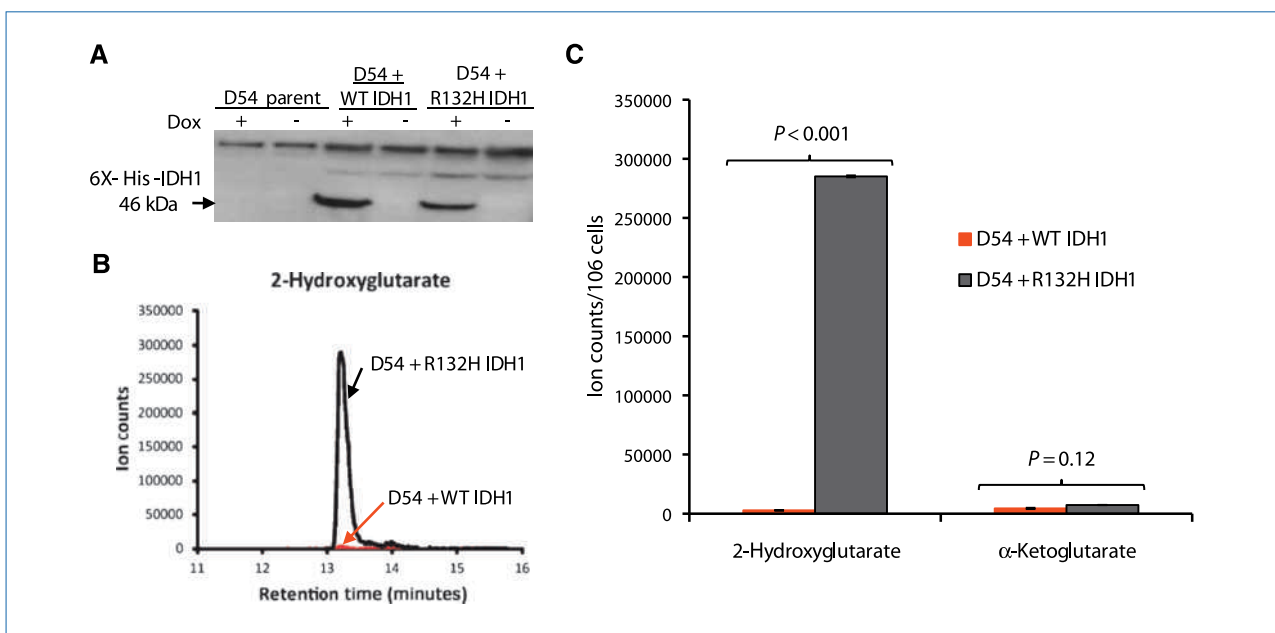 A
D54 parent
D54 +
WT IDH1
D54 +
R132H IDH1
Dox
+ - + - + -
6X- His -IDH1
46 kDa
B
2-Hydroxyglutarate
Ion counts
350000
300000
250000
200000
150000
100000
50000
0
11 12 13 14 15 16
Retention time (minutes)
D54 + R132H IDH1
D54 + WT IDH1
C
Ion counts/106 cells
350000
300000
250000
200000
150000
100000
50000
0
P < 0.001
P = 0.12
D54 + WT IDH1
D54 + R132H IDH1
2-Hydroxyglutarate
α-Ketoglutarate